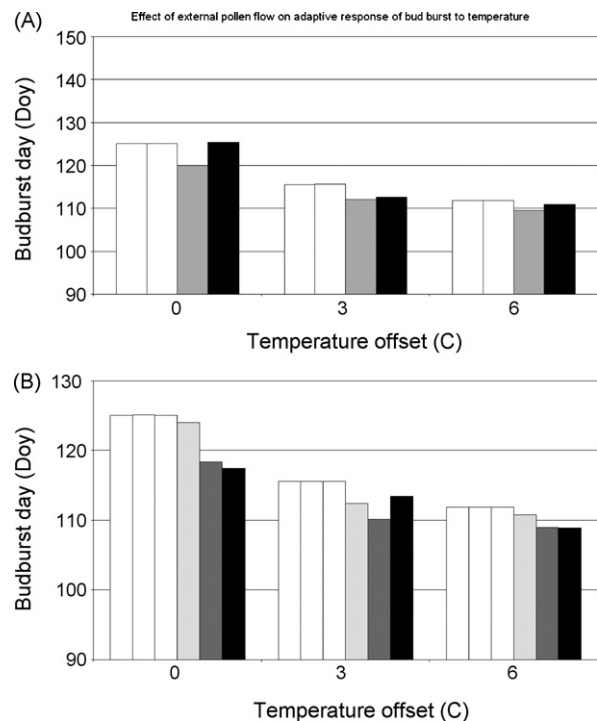 Effect of external pollen flow on adaptive response of bud burst to temperature
(A)
150
140
130
120
110
100
90
Budburst day (Doy)
0 3 6
Temperature offset (C)
(B)
130
120
110
100
90
Budburst day (Doy)
0 3 6
Temperature offset (C)